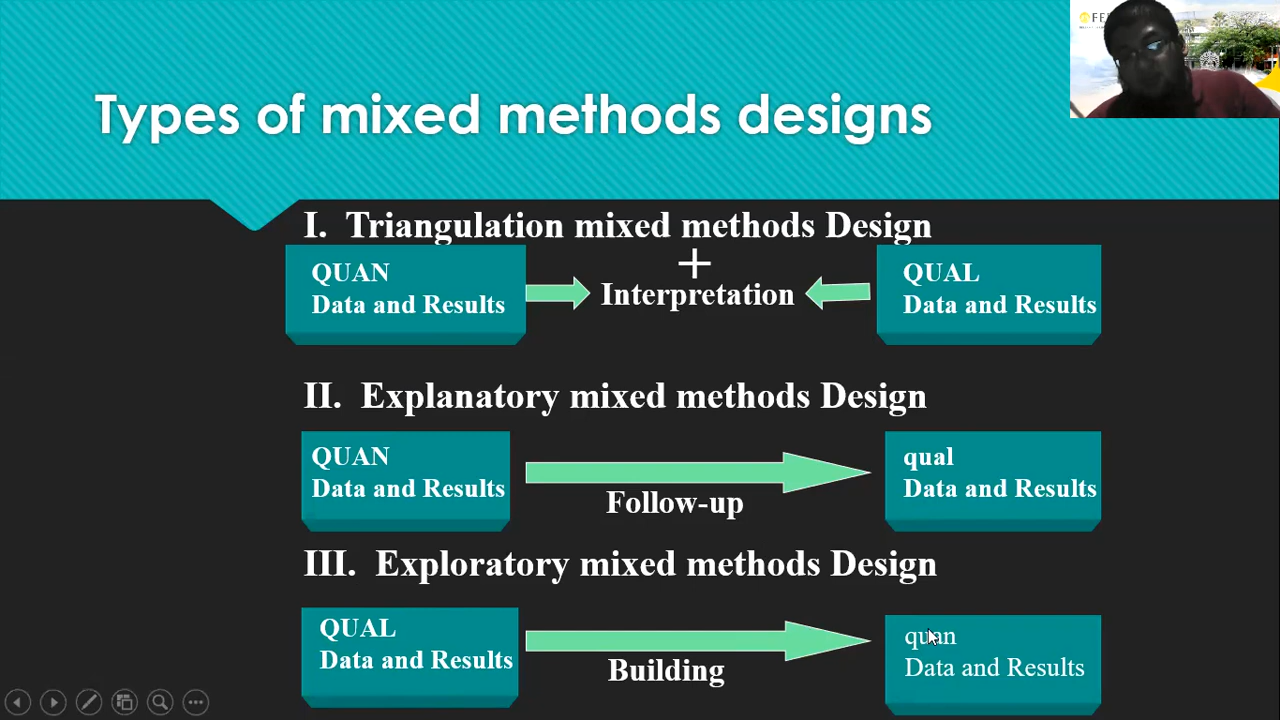 Types of mixed methods designs
I. Triangulation mixed methods Design
QUAN
Data and Results
+
Interpretation
QUAL
Data and Results
II. Explanatory mixed methods Design
QUAN
Data and Results
Follow-up
qual
Data and Results
III. Exploratory mixed methods Design
QUAL
Data and Results
Building
quan
Data and Results